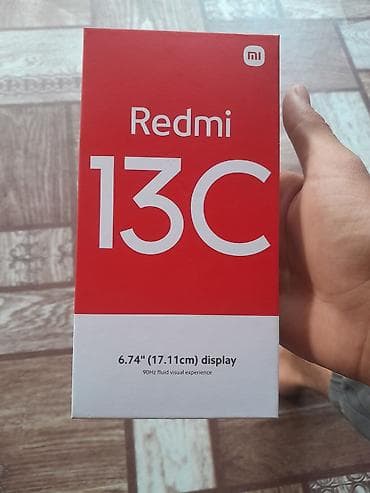 mi
Redmi
13C
6.74" (17.11cm) display
90Hz fluid visual experience